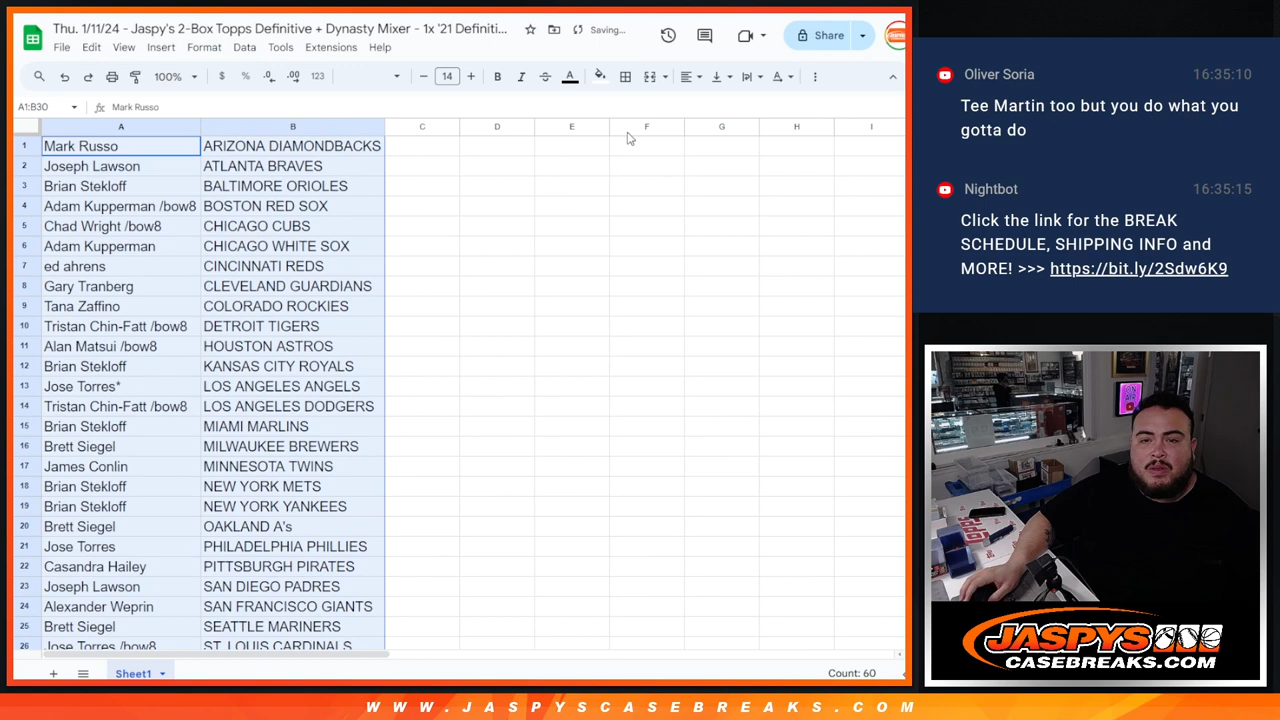 Thu. 1/11/24 - Jaspy's 2-Box Topps Definitive + Dynasty Mixer - 1x '21 Definiti...
Saving...
Share
File Edit View Insert Format Data Tools Extensions Help
100% $ % .0 .00 123 14 B I A
A1:B30 fx Mark Russo
A B C D E F G H I
1 Mark Russo ARIZONA DIAMONDBACKS
2 Joseph Lawson ATLANTA BRAVES
3 Brian Stekloff BALTIMORE ORIOLES
4 Adam Kupperman /bow8 BOSTON RED SOX
5 Chad Wright /bow8 CHICAGO CUBS
6 Adam Kupperman CHICAGO WHITE SOX
7 ed ahrens CINCINNATI REDS
8 Gary Tranberg CLEVELAND GUARDIANS
9 Tana Zaffino COLORADO ROCKIES
10 Tristan Chin-Fatt /bow8 DETROIT TIGERS
11 Alan Matsui /bow8 HOUSTON ASTROS
12 Brian Stekloff KANSAS CITY ROYALS
13 Jose Torres* LOS ANGELES ANGELS
14 Tristan Chin-Fatt /bow8 LOS ANGELES DODGERS
15 Brian Stekloff MIAMI MARLINS
16 Brett Siegel MILWAUKEE BREWERS
17 James Conlin MINNESOTA TWINS
18 Brian Stekloff NEW YORK METS
19 Brian Stekloff NEW YORK YANKEES
20 Brett Siegel OAKLAND A's
21 Jose Torres PHILADELPHIA PHILLIES
22 Casandra Hailey PITTSBURGH PIRATES
23 Joseph Lawson SAN DIEGO PADRES
24 Alexander Weprin SAN FRANCISCO GIANTS
25 Brett Siegel SEATTLE MARINERS
26 Jose Torres /bow8 ST. LOUIS CARDINALS
Sheet1
Count: 60
Oliver Soria 16:35:10
Tee Martin too but you do what you
gotta do
Nightbot 16:35:15
Click the link for the BREAK
SCHEDULE, SHIPPING INFO and
MORE! >>> https://bit.ly/2Sdw6K9
ON
AIR
JASPYS
CASEBREAKS.COM
WWW.JASPYSCASEBREAKS.COM